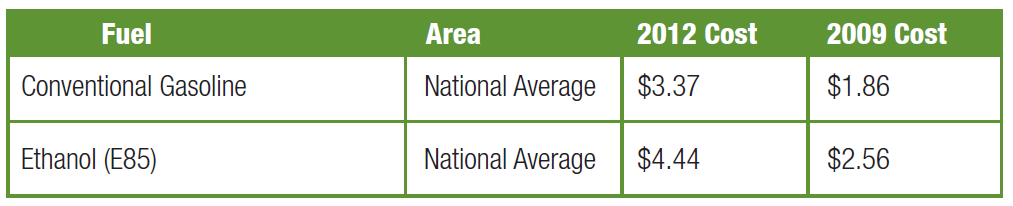 Fuel Area 2012 Cost 2009 Cost
Conventional Gasoline National Average $3.37 $1.86
Ethanol (E85) National Average $4.44 $2.56